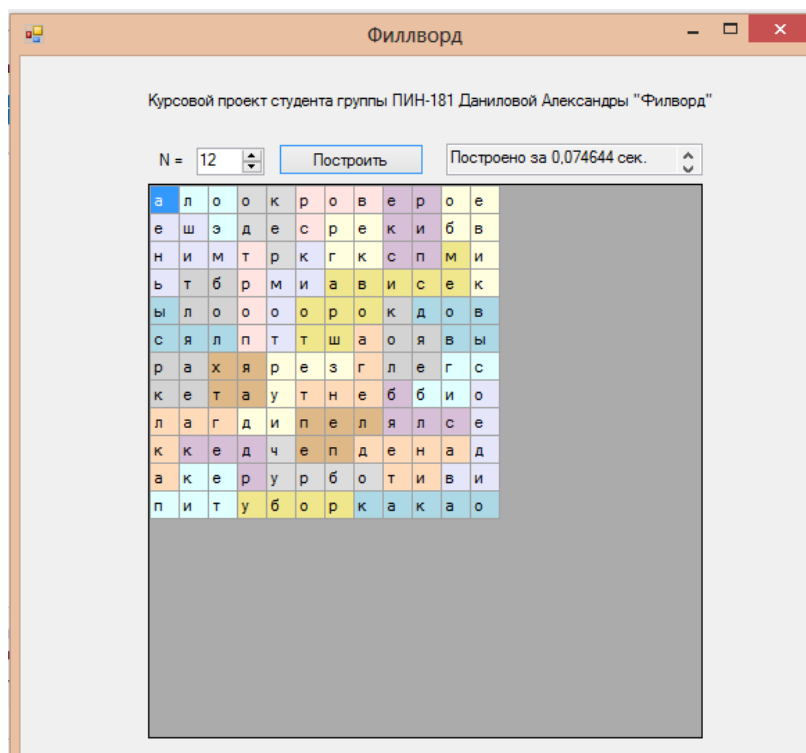 Филлворд
Курсовой проект студента группы ПИН-181 Даниловой Александры "Филворд"
N = 12 Построить Построено за 0,074644 сек.
а л о о к р о в е р о е
е ш э д е с р е к и б в
н и м т р к г к с п м и
ь т б р м и а в и с е к
ы л о о о о р о к д о в
с я л п т т ш а о я в ы
р а х я р е з г л е г с
к е т а у т н е б б и о
л а г д и п е л я л с е
к к е д ч е п д е н а д
а к е р у р б о т и в и
п и т у б о р к а к а о